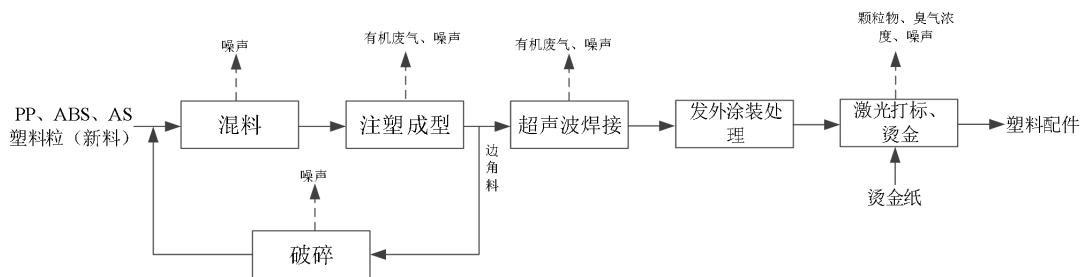 噪声
有机废气、噪声
有机废气、噪声
颗粒物、臭气浓
度、噪声
PP、ABS、AS
塑料粒（新料）
混料
注塑成型
超声波焊接
发外涂装处
理
激光打标、
烫金
塑料配件
边
角
料
烫金纸
噪声
破碎